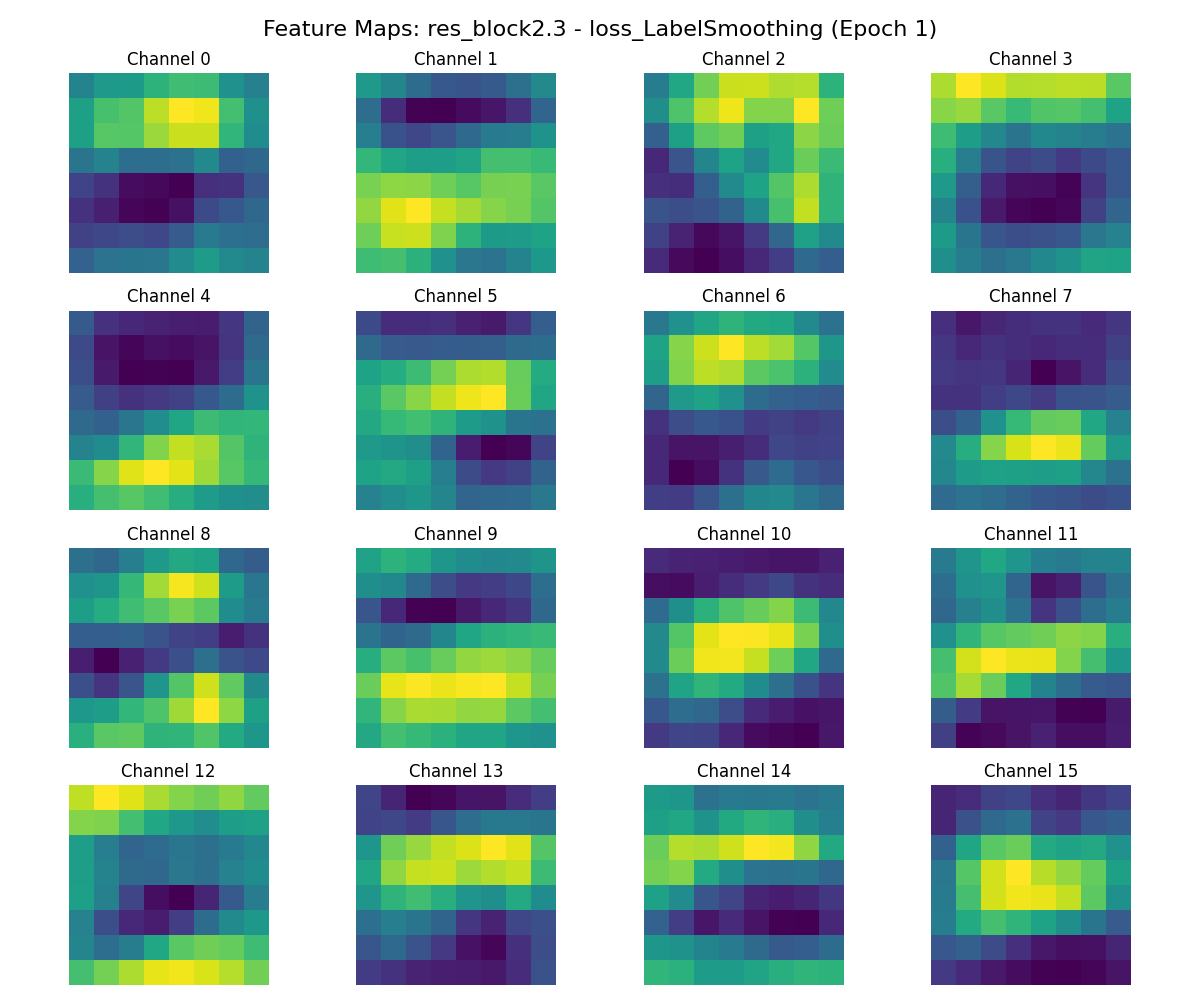 Feature Maps: res_block2.3 - loss_LabelSmoothing (Epoch 1)
Channel 0
Channel 1
Channel 2
Channel 3
Channel 4
Channel 5
Channel 6
Channel 7
Channel 8
Channel 9
Channel 10
Channel 11
Channel 12
Channel 13
Channel 14
Channel 15